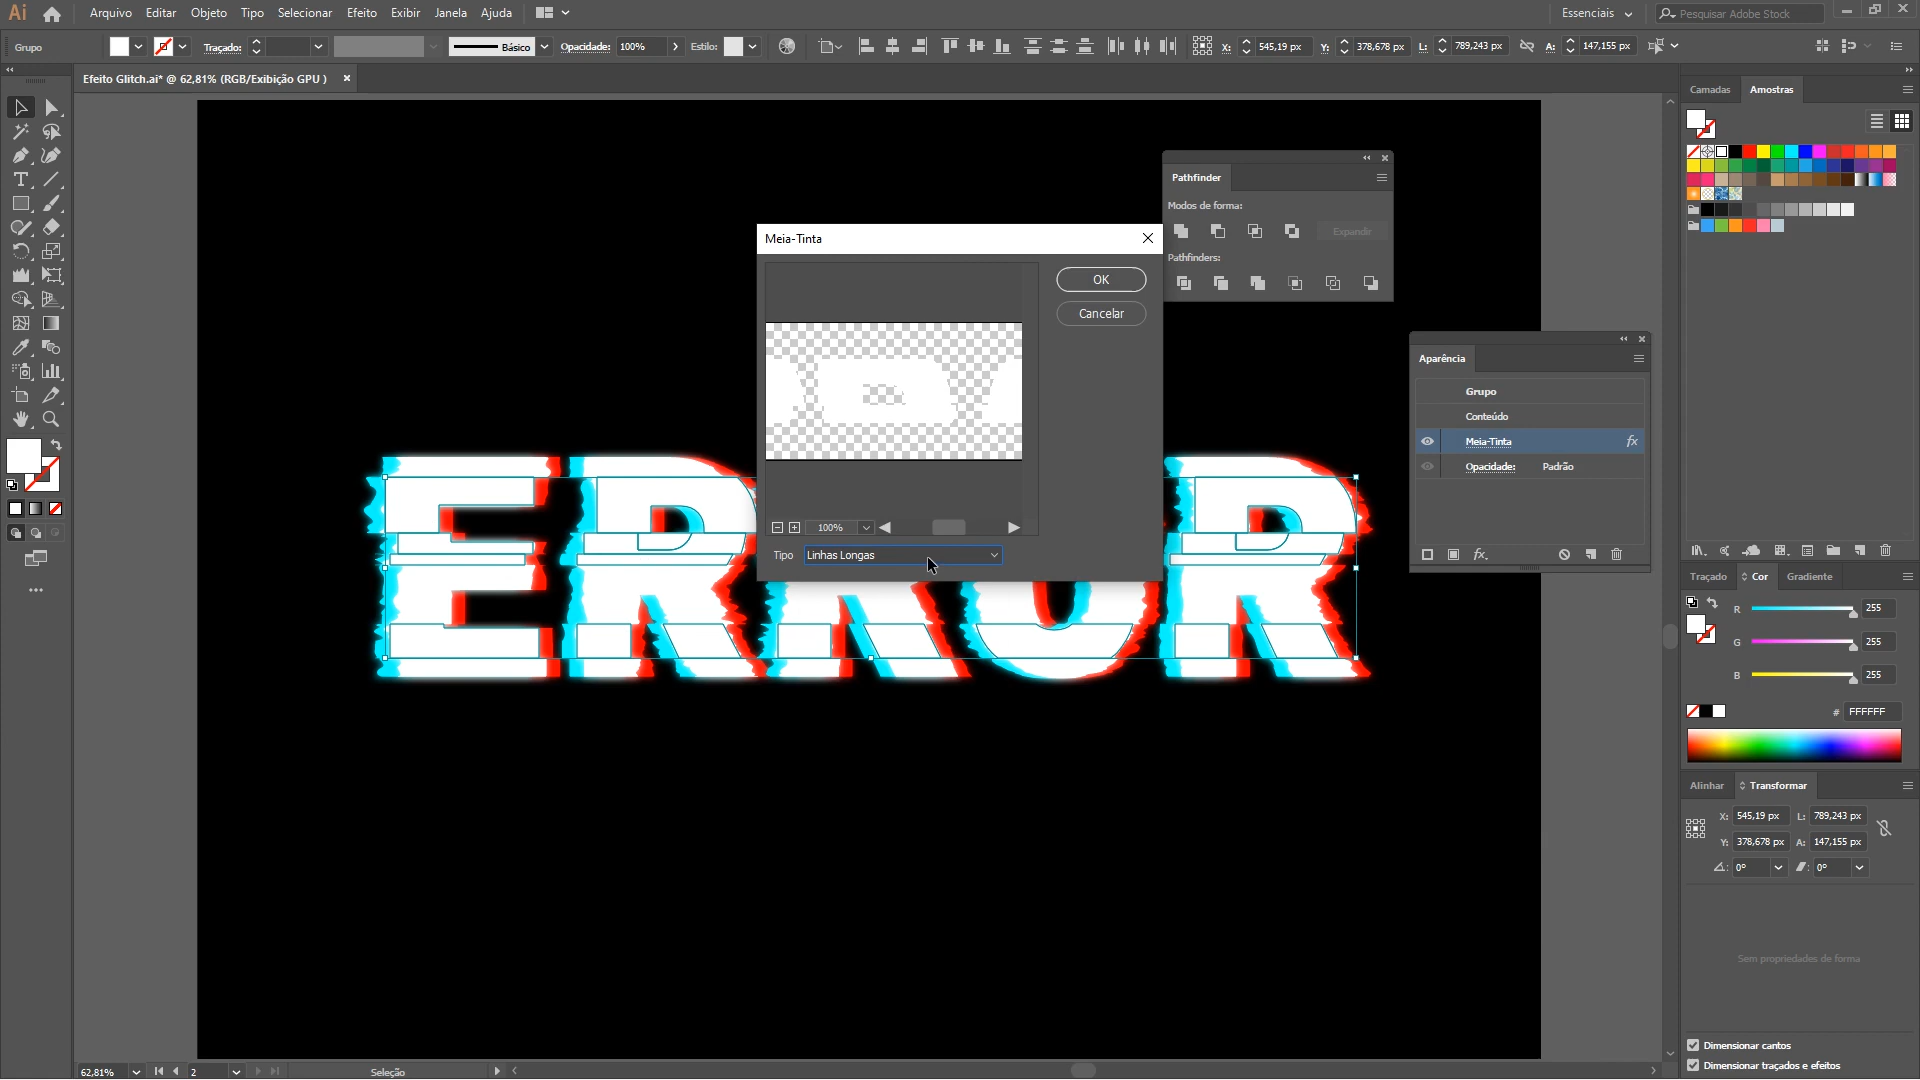 Ai Arquivo Editar Objeto Tipo Selecionar Efeito Exibir Janela Ajuda Essenciais Pesquisar Adobe Stock
Grupo Traçado: Básico Opacidade: 100% Estilo: X: 545,19 px Y: 378,678 px L: 789,243 px A: 147,155 px
Efeito Glitch.ai* @ 62,81% (RGB/Exibição GPU )
Camadas Amostras
Pathfinder
Modos de forma:
Expandir
Pathfinders:
Meia-Tinta
OK
Cancelar
100%
Tipo Linhas Longas
ERROR
Aparência
Grupo
Conteúdo
Meia-Tinta fx
Opacidade: Padrão
fx.
Traçado Cor Gradiente
R 255
G 255
B 255
# FFFFFF
Alinhar Transformar
X: 545,19 px L: 789,243 px
Y: 378,678 px A: 147,155 px
0° 0°
Sem propriedades de forma
Dimensionar cantos
Dimensionar traçados e efeitos
62,81% 2 Seleção